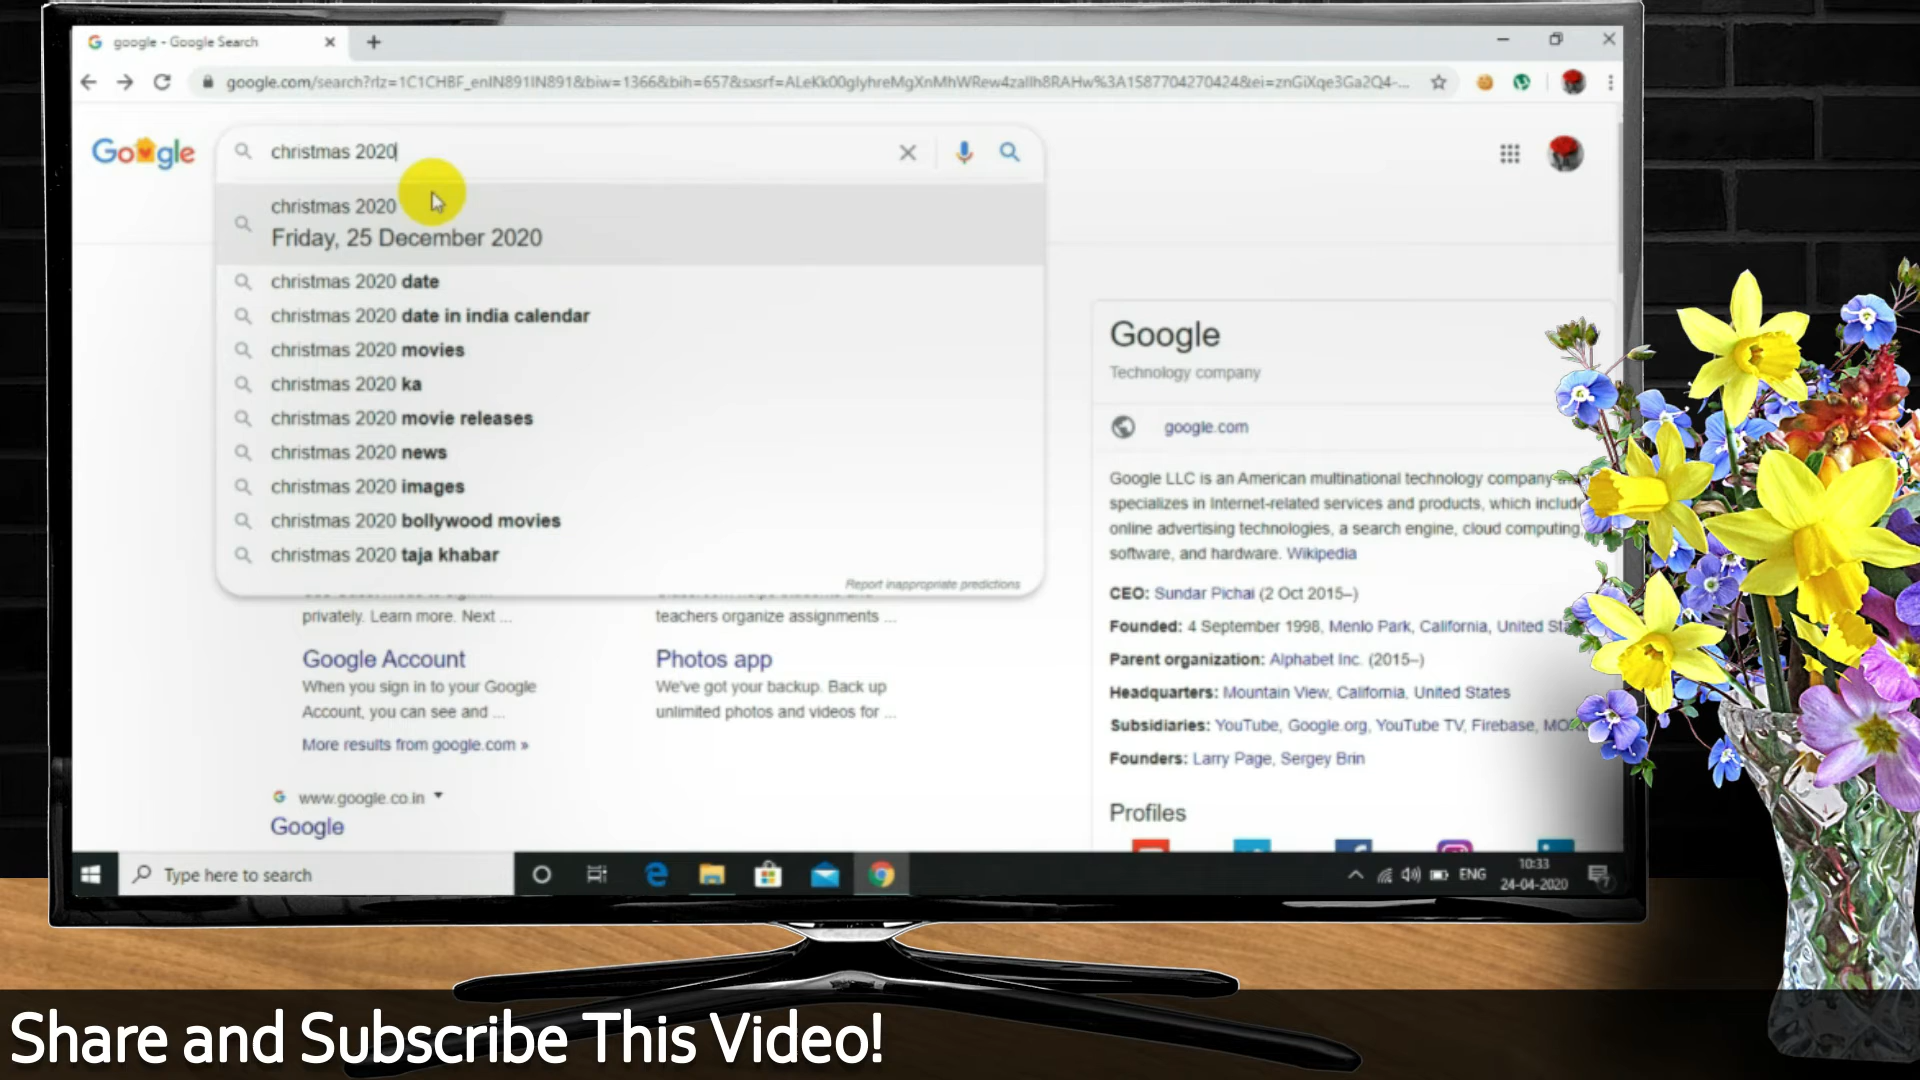 google - Google Search
google.com/search?rlz=1C1CHBF_enIN891IN891&biw=1366&bih=657&sxsrf=ALeKk00glyhreMgXnMhWRew4zallh8RAHw%3A1587704270424&ei=znGiXqe3Ga2Q4-...
Google
christmas 2020
christmas 2020
Friday, 25 December 2020
christmas 2020 date
christmas 2020 date in india calendar
christmas 2020 movies
christmas 2020 ka
christmas 2020 movie releases
christmas 2020 news
christmas 2020 images
christmas 2020 bollywood movies
christmas 2020 taja khabar
Report inappropriate predictions
privately. Learn more. Next ...
teachers organize assignments ...
Google Account
When you sign in to your Google
Account, you can see and ...
More results from google.com »
Photos app
We've got your backup. Back up
unlimited photos and videos for ...
www.google.co.in
Google
Google
Technology company
google.com
Google LLC is an American multinational technology company
specializes in Internet-related services and products, which include
online advertising technologies, a search engine, cloud computing,
software, and hardware. Wikipedia
CEO: Sundar Pichai (2 Oct 2015–)
Founded: 4 September 1998, Menlo Park, California, United
Parent organization: Alphabet Inc. (2015–)
Headquarters: Mountain View, California, United States
Subsidiaries: YouTube, Google.org, YouTube TV, Firebase,
Founders: Larry Page, Sergey Brin
Profiles
Type here to search
ENG
10:33
24-04-2020
Share and Subscribe This Video!